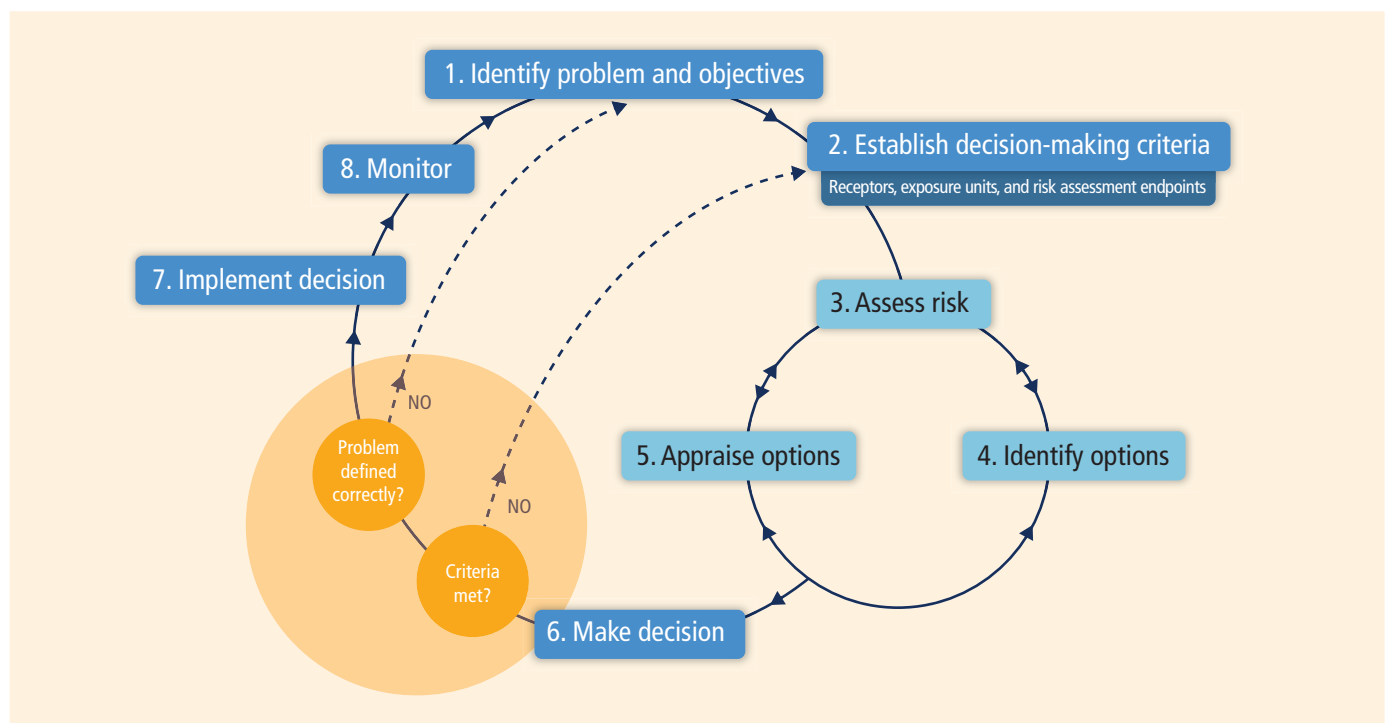 1. Identify problem and objectives
2. Establish decision-making criteria
Receptors, exposure units, and risk assessment endpoints
8. Monitor
7. Implement decision
3. Assess risk
NO
Problem
defined
correctly?
5. Appraise options
4. Identify options
NO
Criteria
met?
6. Make decision